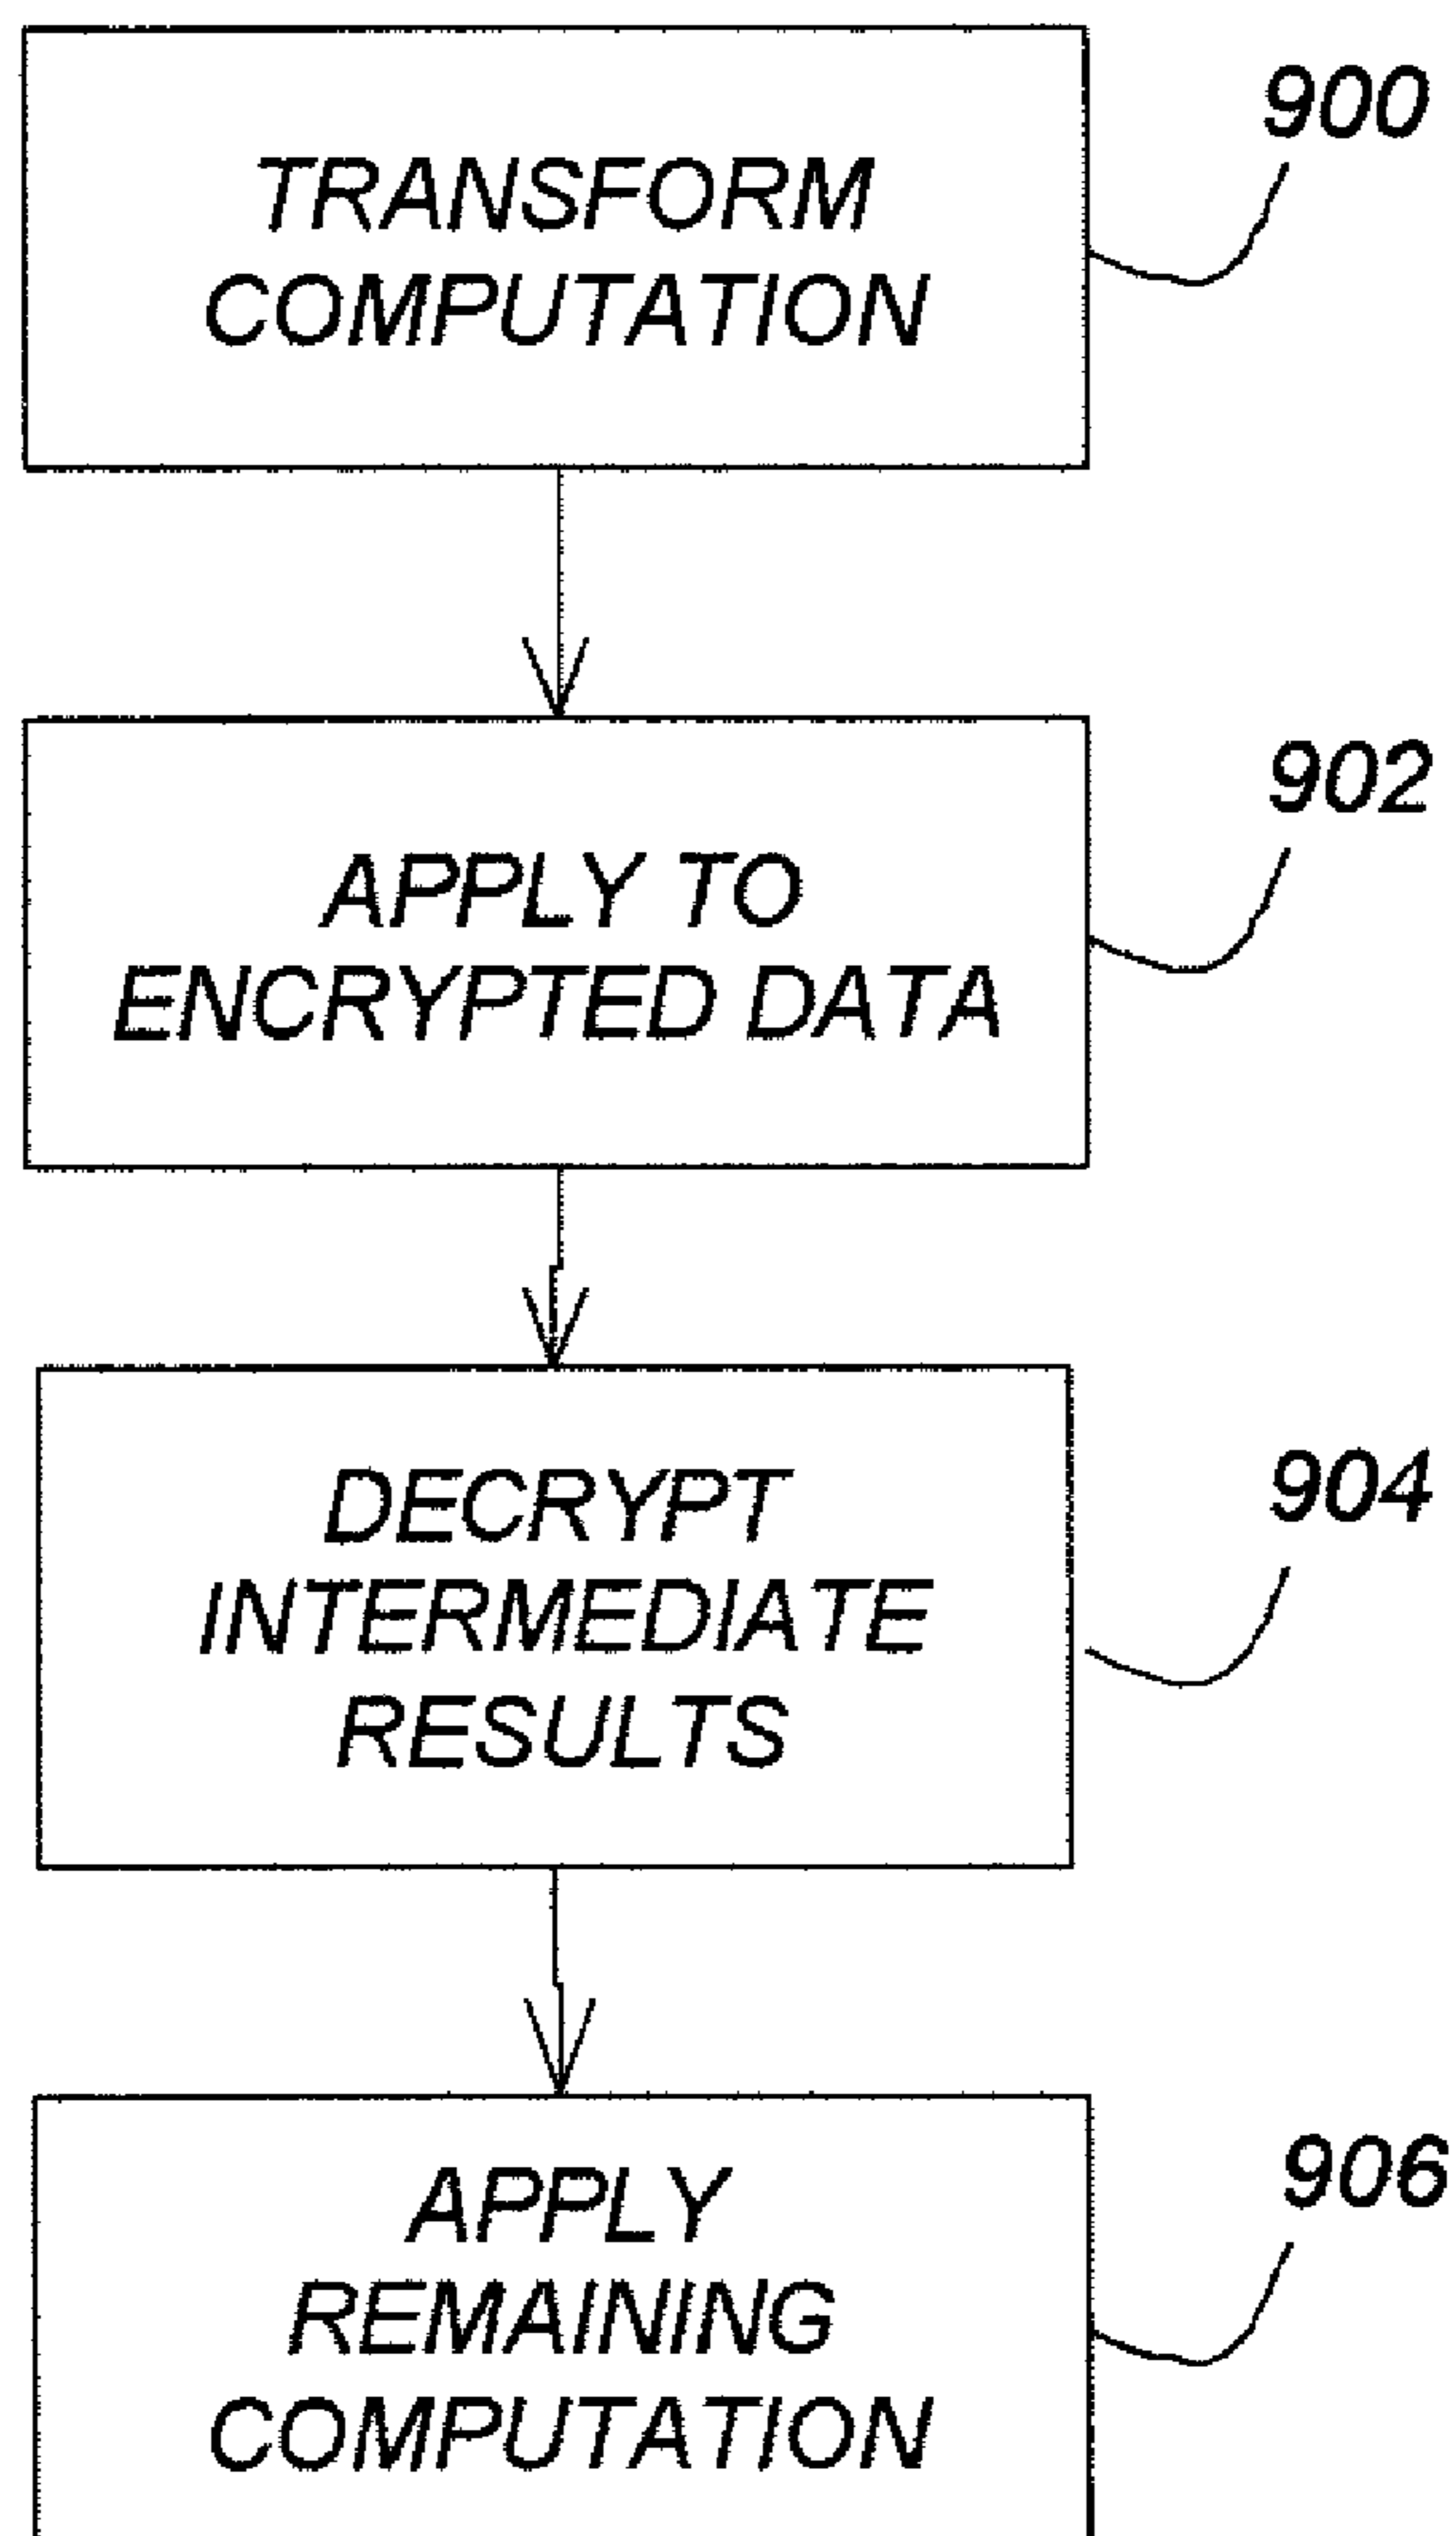 900
TRANSFORM
COMPUTATION
902
APPLY TO
ENCRYPTED DATA
904
DECRYPT
INTERMEDIATE
RESULTS
906
APPLY
REMAINING
COMPUTATION